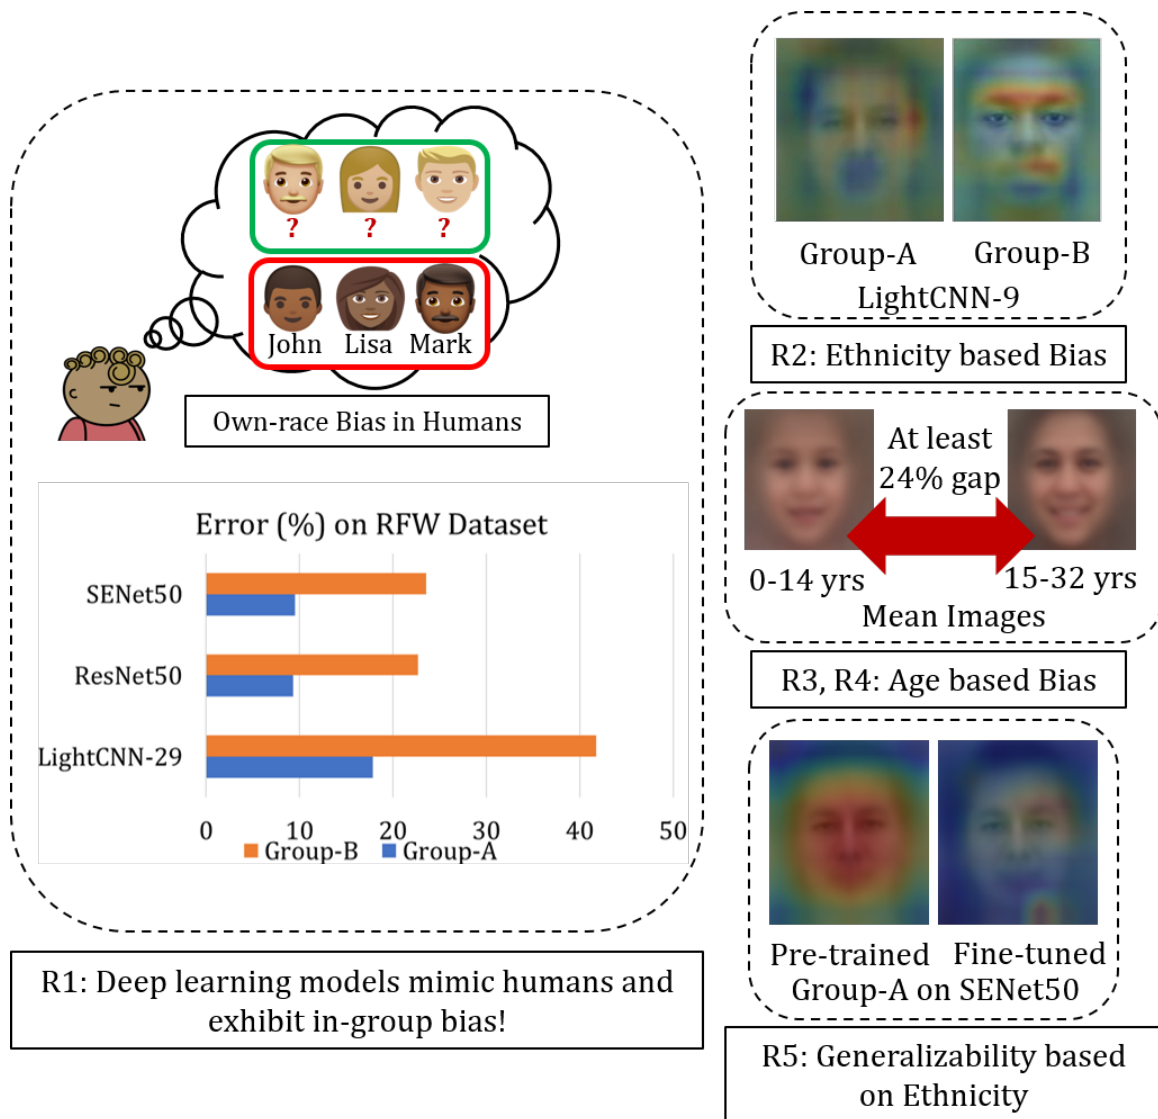 ? ? ?
John Lisa Mark
Own-race Bias in Humans
Error (%) on RFW Dataset
SENet50
ResNet50
LightCNN-29
0 10 20 30 40 50
Group-B Group-A
R1: Deep learning models mimic humans and
exhibit in-group bias!
Group-A Group-B
LightCNN-9
R2: Ethnicity based Bias
At least
24% gap
0-14 yrs 15-32 yrs
Mean Images
R3, R4: Age based Bias
Pre-trained Fine-tuned
Group-A on SENet50
R5: Generalizability based
on Ethnicity